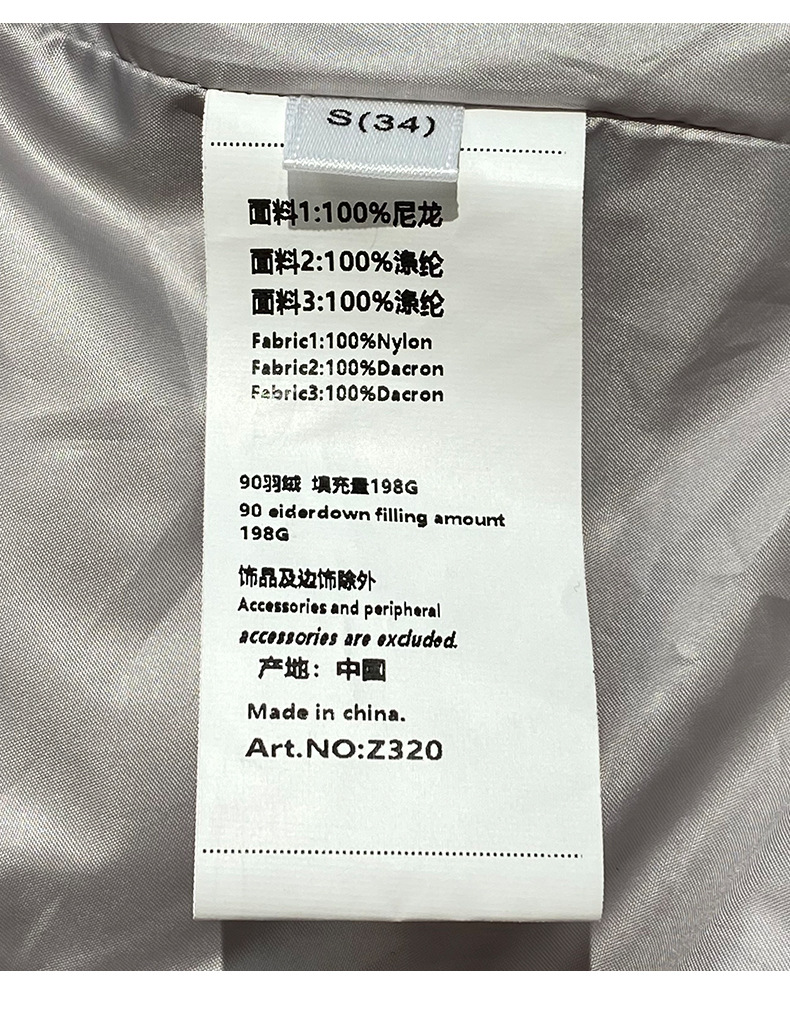 S(34)
面料1:100%尼龙
面料2:100%涤纶
面料3:100%涤纶
Fabric1:100%Nylon
Fabric2:100%Dacron
Fabric3:100%Dacron
90羽绒 填充量198G
90 eiderdown filling amount
198G
饰品及边饰除外
Accessories and peripheral
accessories are excluded.
产地：中国
Made in china.
Art.NO:Z320